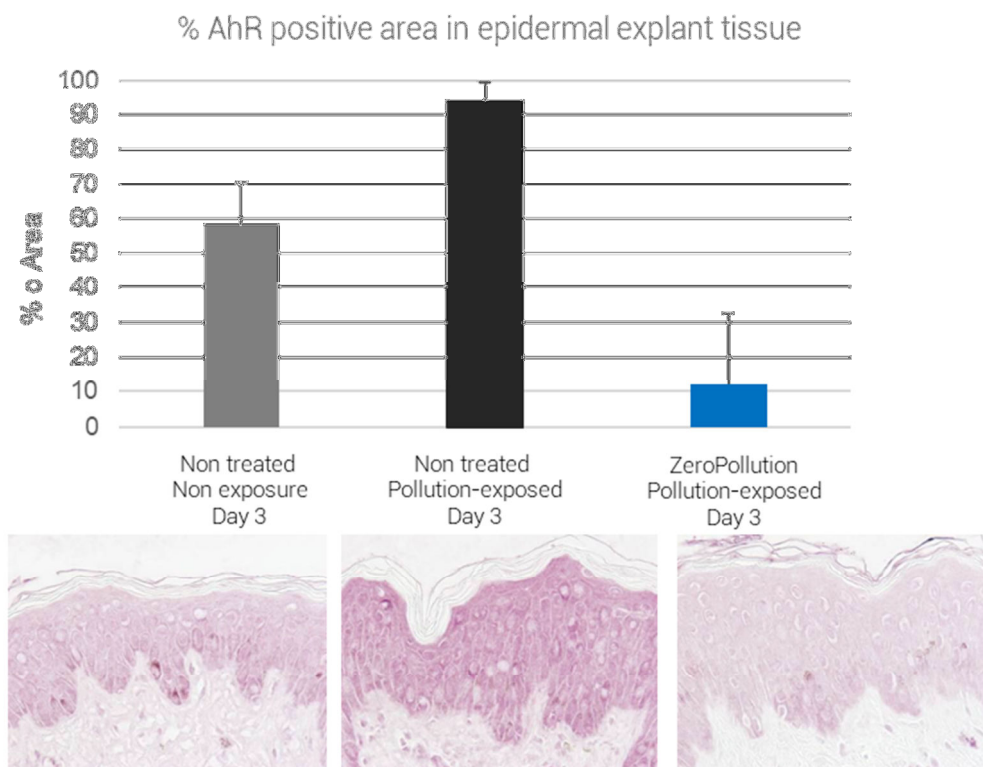 % AhR positive area in epidermal explant tissue
100
90
80
70
60
50
40
30
20
10
0
% o Area
Non treated
Non exposure
Day 3
Non treated
Pollution-exposed
Day 3
ZeroPollution
Pollution-exposed
Day 3